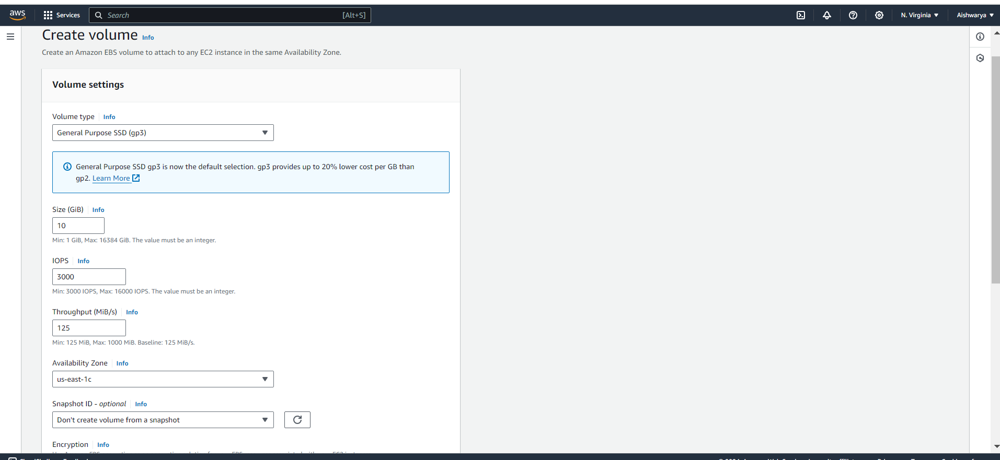 aws
Services
Search
[Alt+S]
N. Virginia
Aishwarya
Create volume Info
Create an Amazon EBS volume to attach to any EC2 instance in the same Availability Zone.
Volume settings
Volume type Info
General Purpose SSD (gp3)
General Purpose SSD gp3 is now the default selection. gp3 provides up to 20% lower cost per GB than
gp2. Learn More
Size (GiB) Info
10
Min: 1 GiB, Max: 16384 GiB. The value must be an integer.
IOPS Info
3000
Min: 3000 IOPS, Max: 16000 IOPS. The value must be an integer.
Throughput (MiB/s) Info
125
Min: 125 MiB, Max: 1000 MiB. Baseline: 125 MiB/s.
Availability Zone Info
us-east-1c
Snapshot ID - optional Info
Don't create volume from a snapshot
Encryption Info